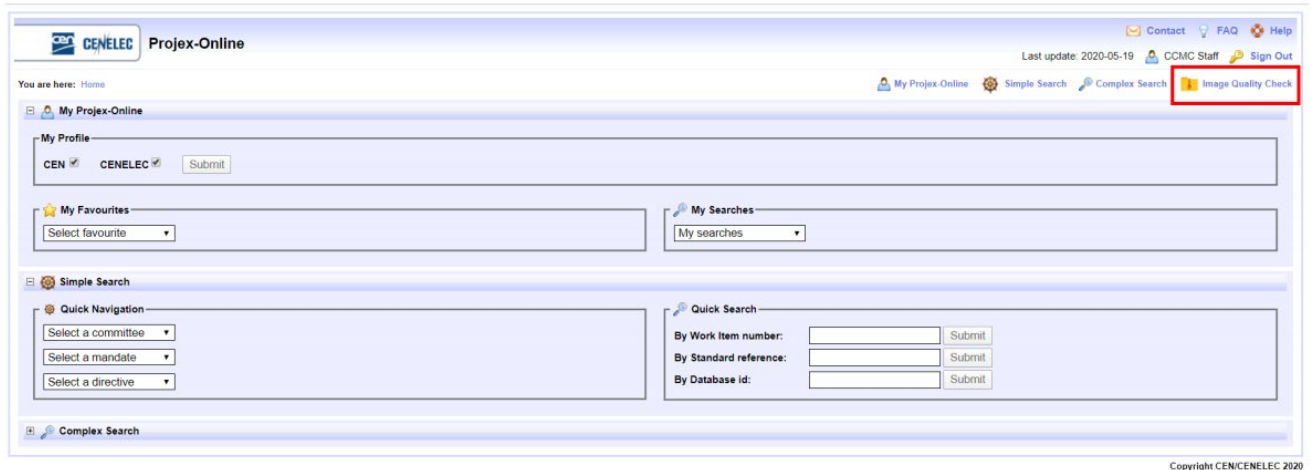 Contact FAQ Help
cen CENELEC Projex-Online
Last update: 2020-05-19 CCMC Staff Sign Out
You are here: Home My Projex-Online Simple Search Complex Search Image Quality Check
My Projex-Online
My Profile
CEN CENELEC Submit
My Favourites My Searches
Select favourite My searches
Simple Search
Quick Navigation Quick Search
Select a committee By Work Item number: Submit
Select a mandate By Standard reference: Submit
Select a directive By Database id: Submit
Complex Search
Copyright CEN/CENELEC 2020